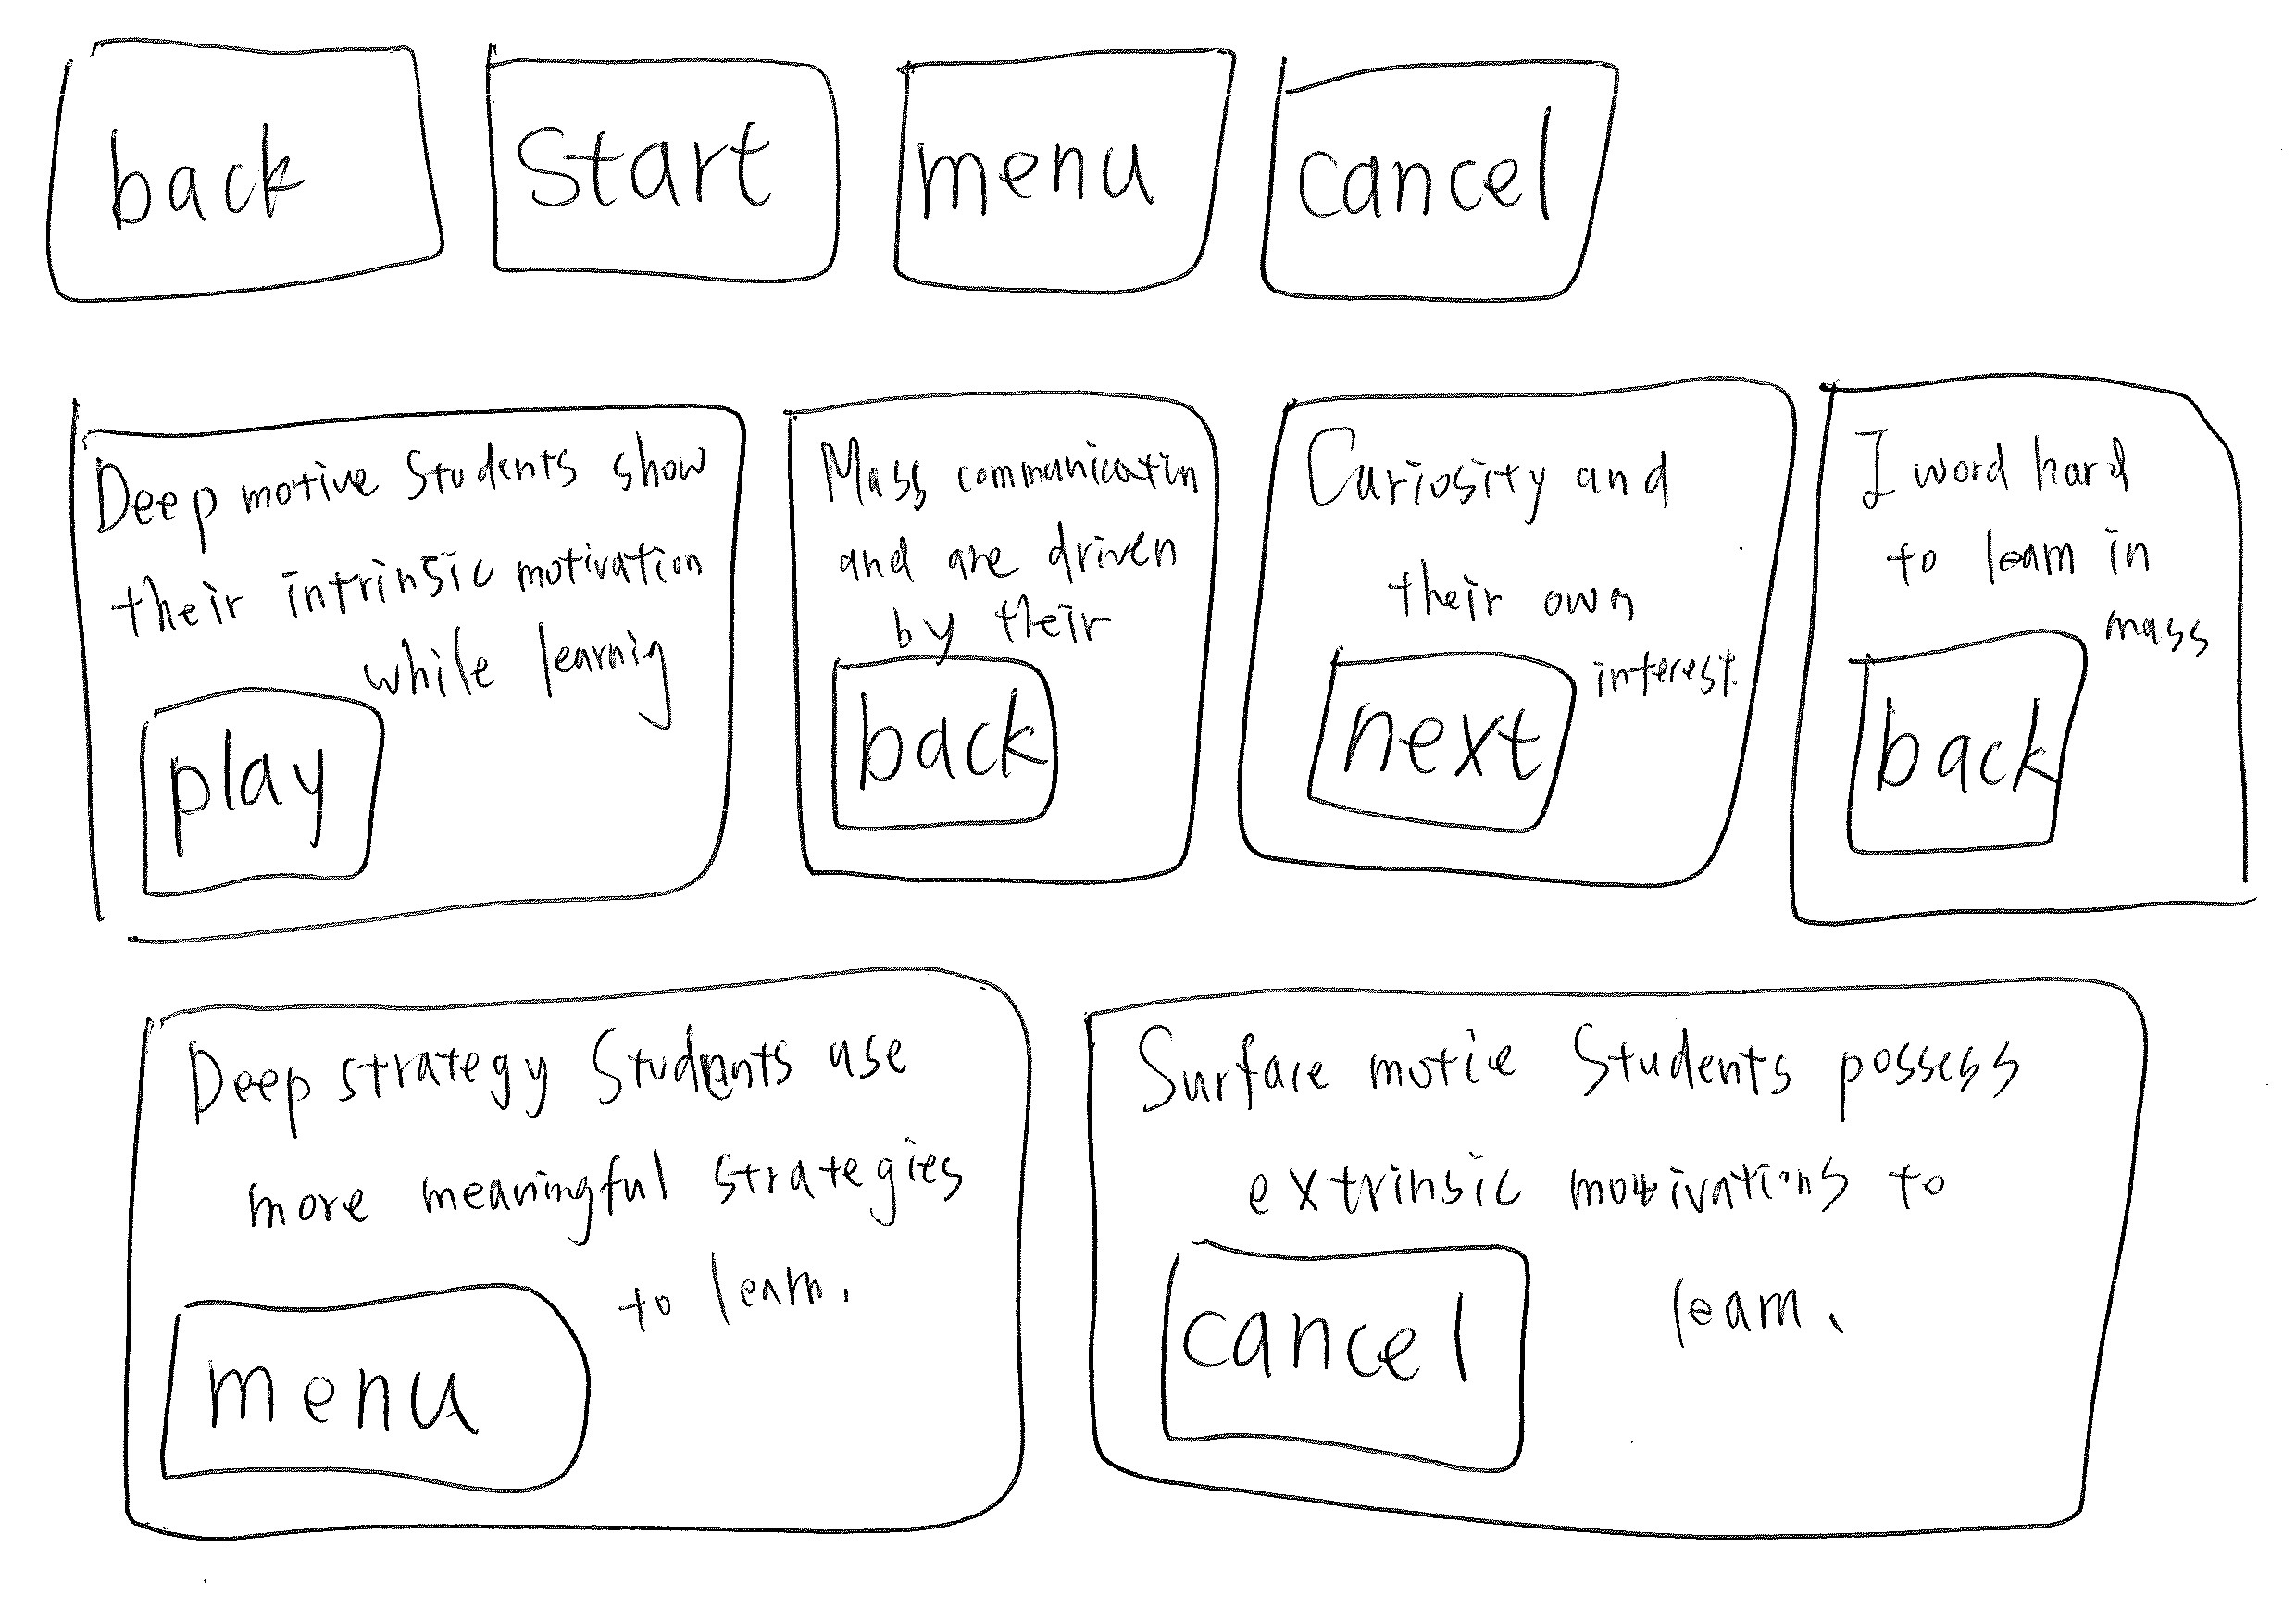 back
Start
menu
cancel
Deep motive Students show
their intrinsic motivation
while learnig
play
Mass communicatin
and are driven
by their
back
Curiosity and
their own
interest.
next
I word hard
to learn in
mass
back
Deep strategy Students use
more meaningful strategies
to learn.
menu
Surface motie Students possess
extrinsic motivations to
learn.
cancel